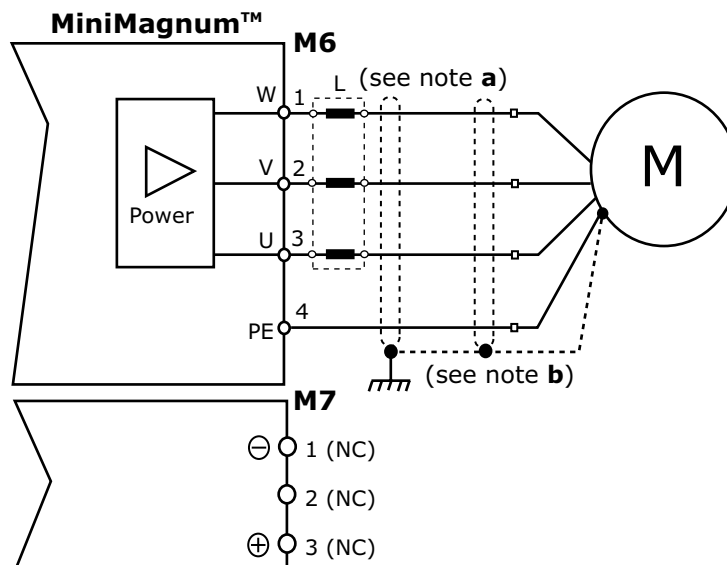 MiniMagnum™
M6
W 1 L (see note a)
V 2
Power
U 3
M
PE 4
(see note b)
M7
⊖ 1 (NC)
2 (NC)
⊕ 3 (NC)